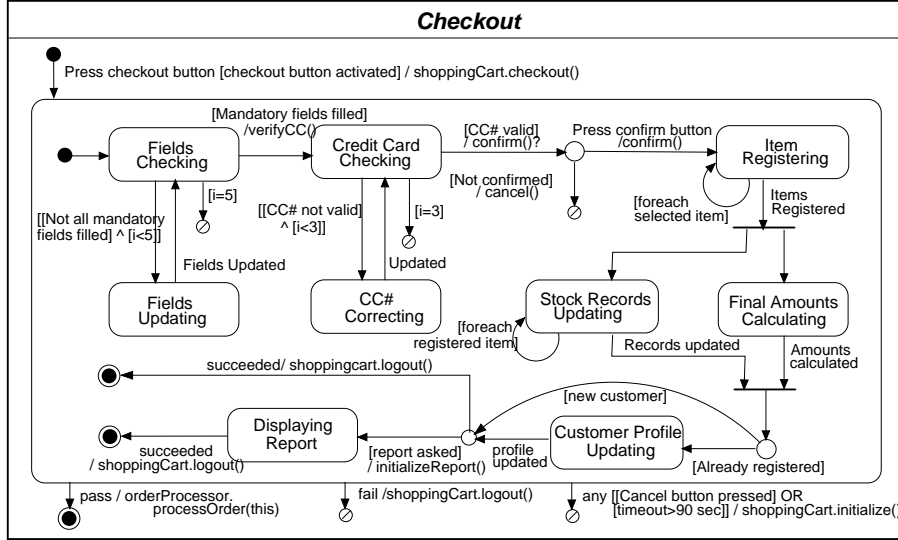 Checkout
Press checkout button [checkout button activated] / shoppingCart.checkout()
[Mandatory fields filled]
/verifyCC()
Fields
Checking
Credit Card
Checking
[CC# valid]
/ confirm()?
Press confirm button
/confirm()
Item
Registering
[i=5]
[[Not all mandatory
fields filled] ^ [i<5]]
Fields Updated
[[CC# not valid]
^ [i<3]]
[i=3]
Updated
[Not confirmed]
/ cancel()
[foreach
selected item]
Items
Registered
Fields
Updating
CC#
Correcting
Stock Records
Updating
Final Amounts
Calculating
[foreach
registered item]
Records updated
Amounts
calculated
succeeded/ shoppingcart.logout()
[new customer]
Displaying
Report
Customer Profile
Updating
succeeded
/ shoppingCart.logout()
[report asked]
/ initializeReport()
profile
updated
[Already registered]
pass / orderProcessor.
processOrder(this)
fail /shoppingCart.logout()
any [[Cancel button pressed] OR
[timeout>90 sec]] / shoppingCart.initialize()